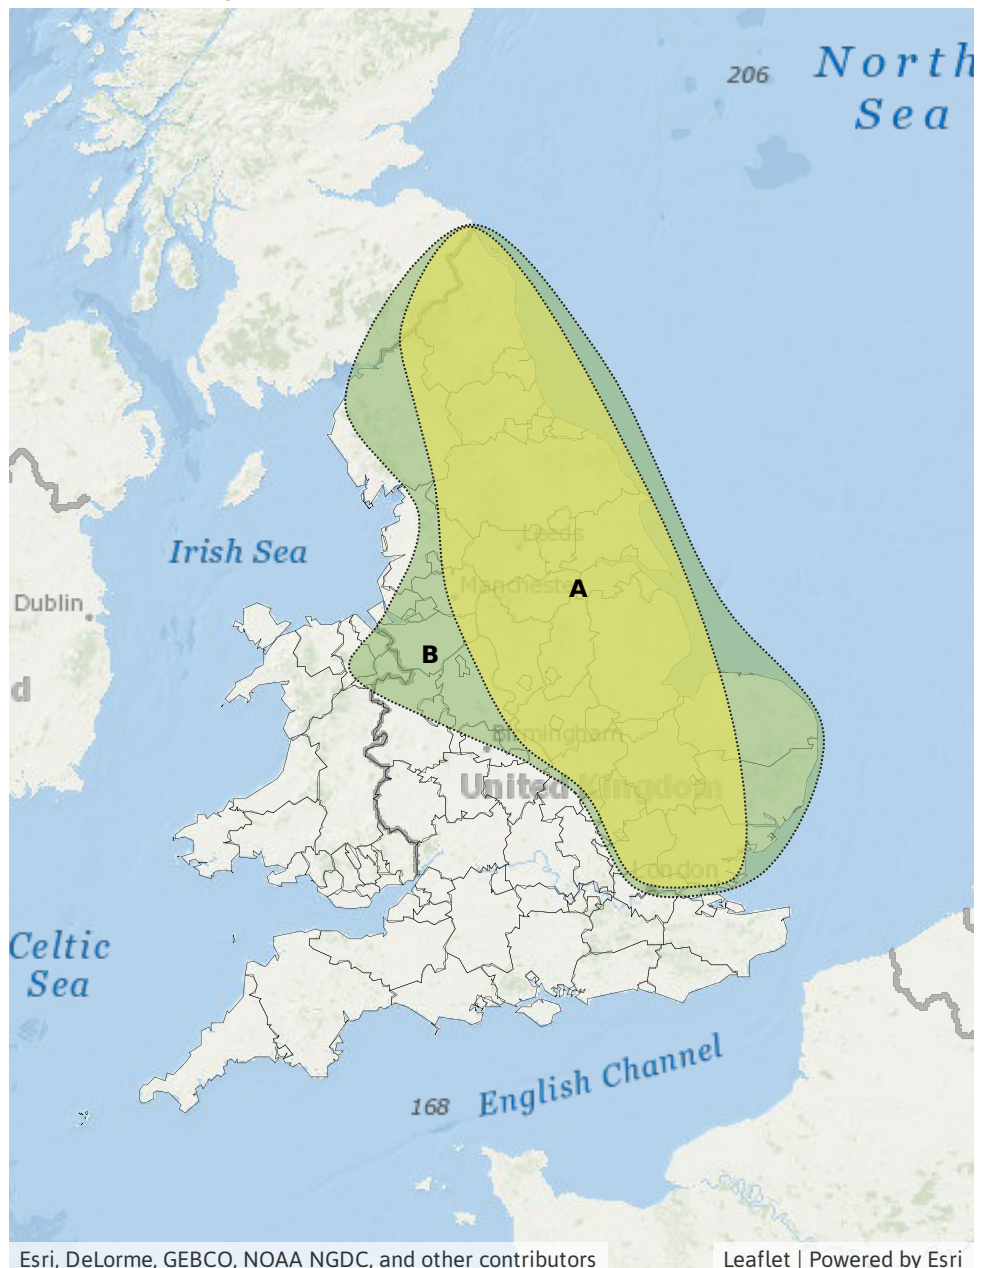 206
North
Sea
Leeds
Manchester
A
Irish Sea
Dublin
B
d
Birmingham
United Kingdom
London
Celtic
Sea
English Channel
168
Esri, DeLorme, GEBCO, NOAA NGDC, and other contributors
Leaflet | Powered by Esri